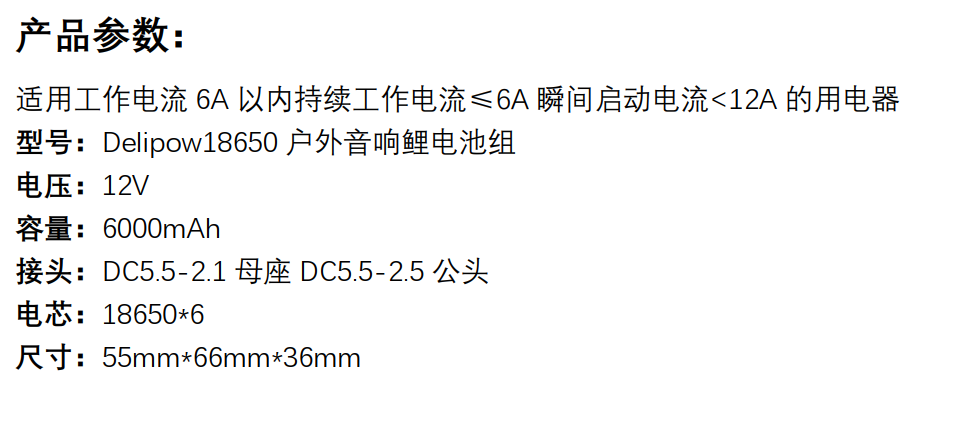 产品参数：
适用工作电流 6A 以内持续工作电流≤6A 瞬间启动电流<12A 的用电器
型号：Delipow18650 户外音响鲤电池组
电压：12V
容量：6000mAh
接头：DC5.5-2.1 母座 DC5.5-2.5 公头
电芯：18650*6
尺寸：55mm*66mm*36mm